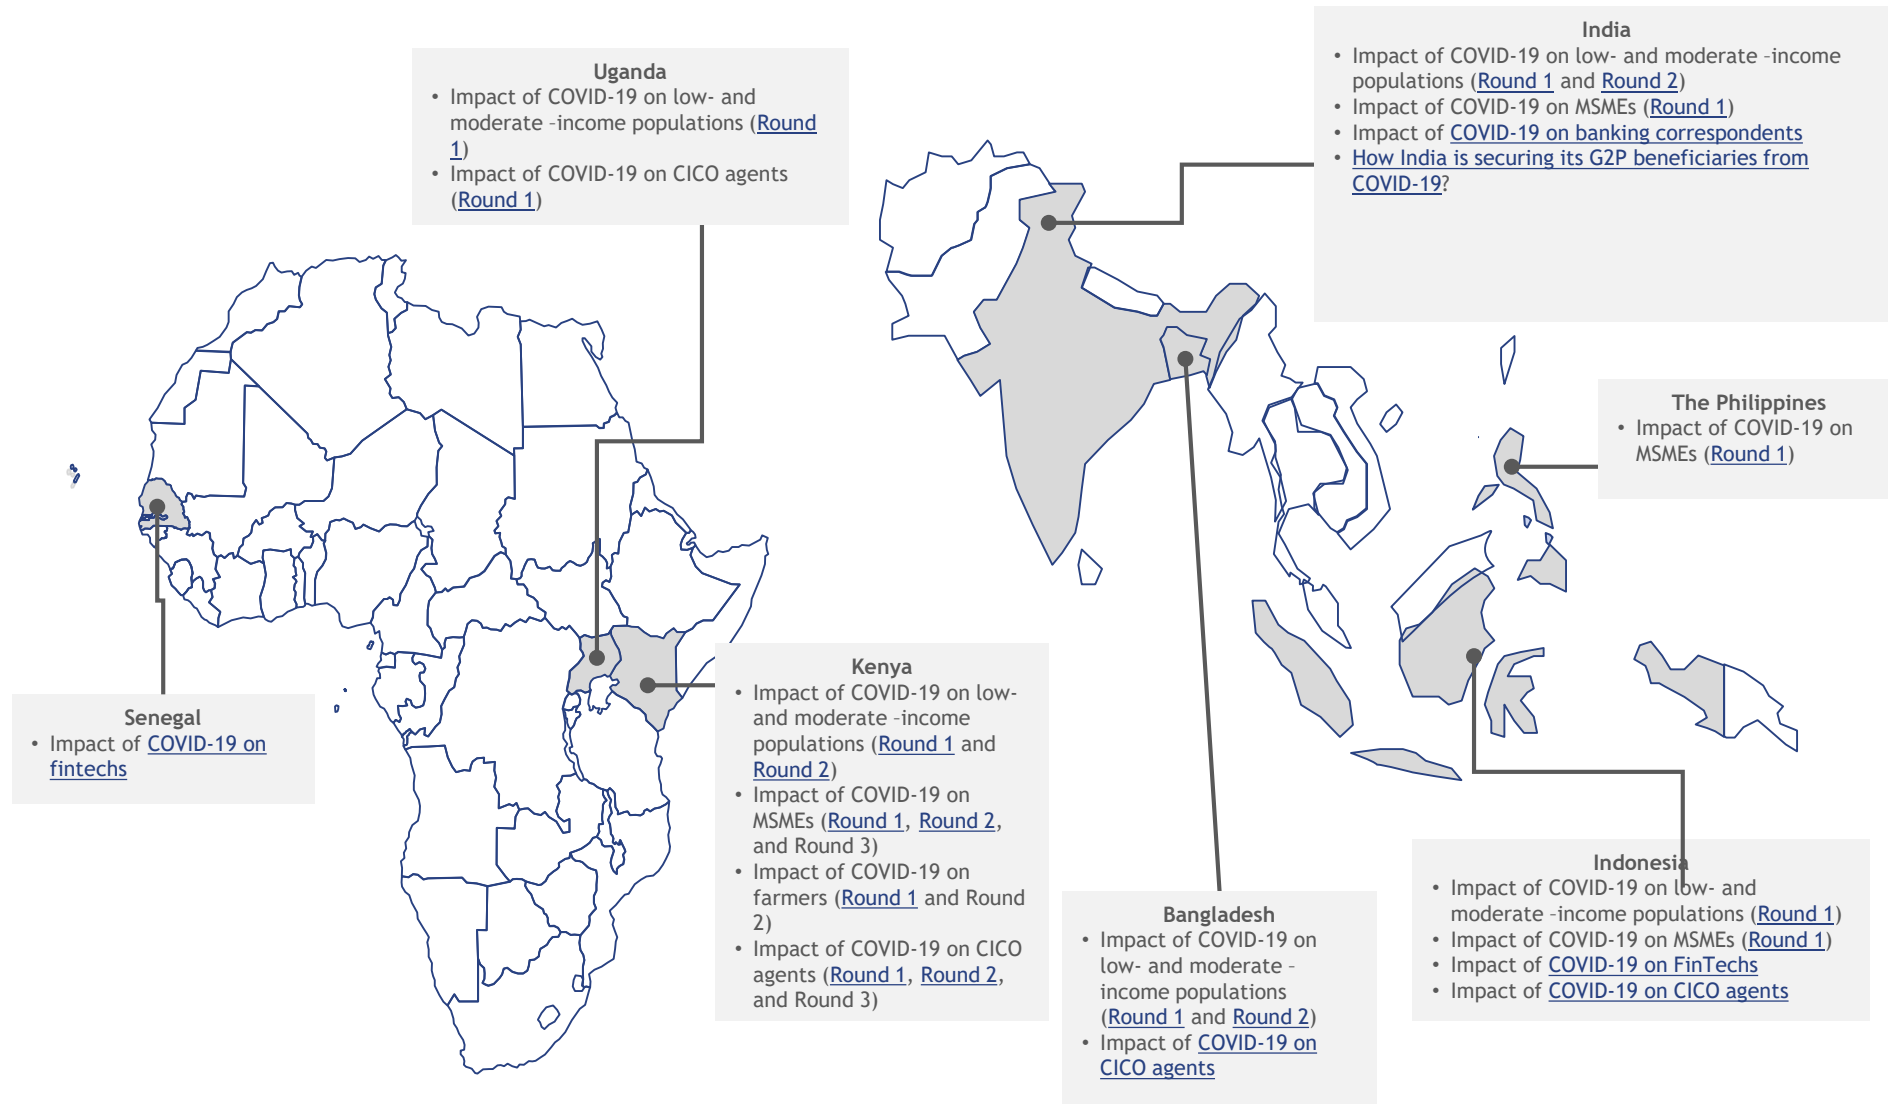 Uganda
• Impact of COVID-19 on low- and
moderate -income populations (Round
1)
• Impact of COVID-19 on CICO agents
(Round 1)
India
• Impact of COVID-19 on low- and moderate -income
populations (Round 1 and Round 2)
• Impact of COVID-19 on MSMEs (Round 1)
• Impact of COVID-19 on banking correspondents
• How India is securing its G2P beneficiaries from
COVID-19?
The Philippines
• Impact of COVID-19 on
MSMEs (Round 1)
Senegal
• Impact of COVID-19 on
fintechs
Kenya
• Impact of COVID-19 on low-
and moderate -income
populations (Round 1 and
Round 2)
• Impact of COVID-19 on
MSMEs (Round 1, Round 2,
and Round 3)
• Impact of COVID-19 on
farmers (Round 1 and Round
2)
• Impact of COVID-19 on CICO
agents (Round 1, Round 2,
and Round 3)
Bangladesh
• Impact of COVID-19 on
low- and moderate -
income populations
(Round 1 and Round 2)
• Impact of COVID-19 on
CICO agents
Indonesia
• Impact of COVID-19 on low- and
moderate -income populations (Round 1)
• Impact of COVID-19 on MSMEs (Round 1)
• Impact of COVID-19 on FinTechs
• Impact of COVID-19 on CICO agents